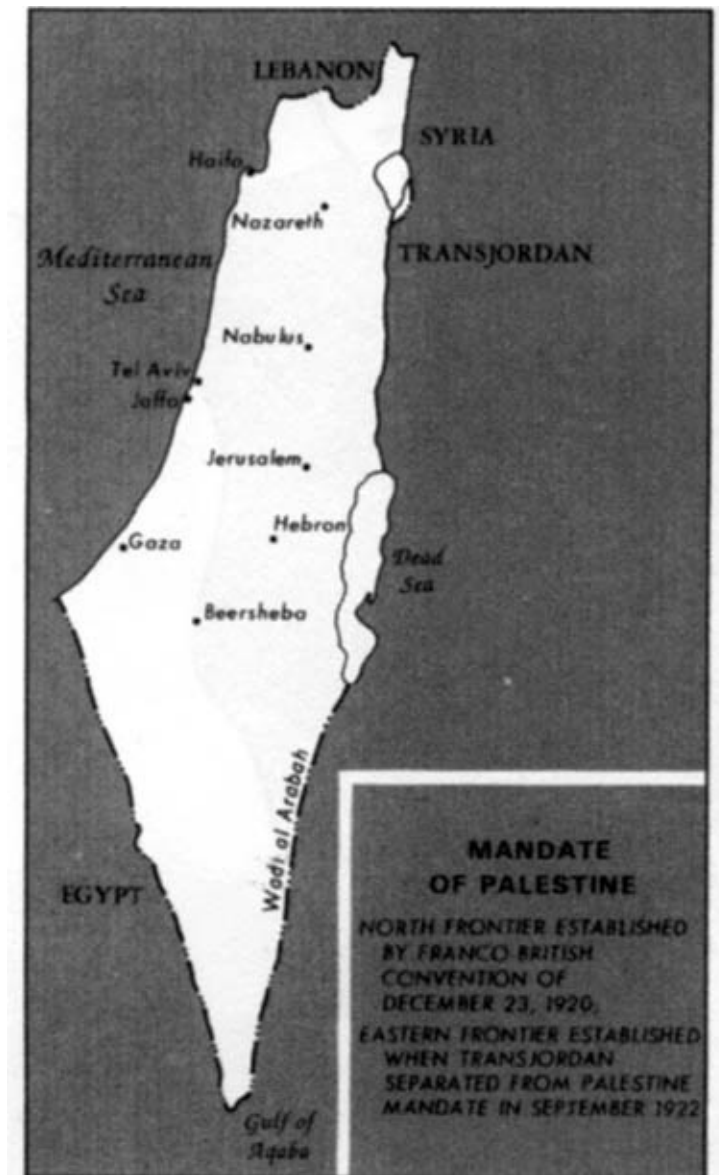 LEBANON
SYRIA
Haifa
Nazareth
Mediterranean
Sea
TRANSJORDAN
Nabulus
Tel Aviv
Jaffa
Jerusalem
Hebron
Gaza
Dead
Sea
Beersheba
Wadi al Arabah
EGYPT
Gulf of
Aqaba
MANDATE
OF PALESTINE
NORTH FRONTIER ESTABLISHED
BY FRANCO-BRITISH
CONVENTION OF
DECEMBER 23, 1920;
EASTERN FRONTIER ESTABLISHED
WHEN TRANSJORDAN
SEPARATED FROM PALESTINE
MANDATE IN SEPTEMBER 1922